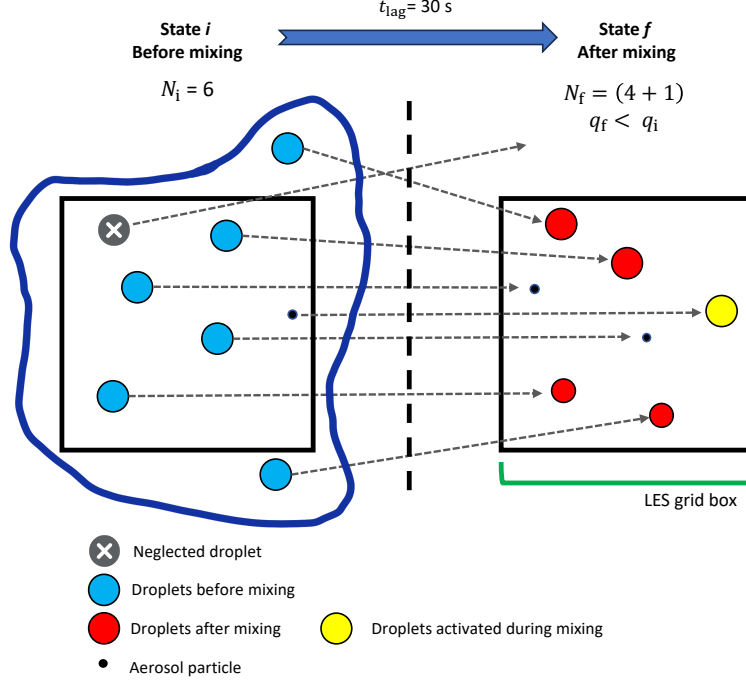 t_lag = 30 s
State i
Before mixing
N_i = 6
State f
After mixing
N_f = (4 + 1)
q_f < q_i
LES grid box
Neglected droplet
Droplets before mixing
Droplets after mixing
Droplets activated during mixing
Aerosol particle